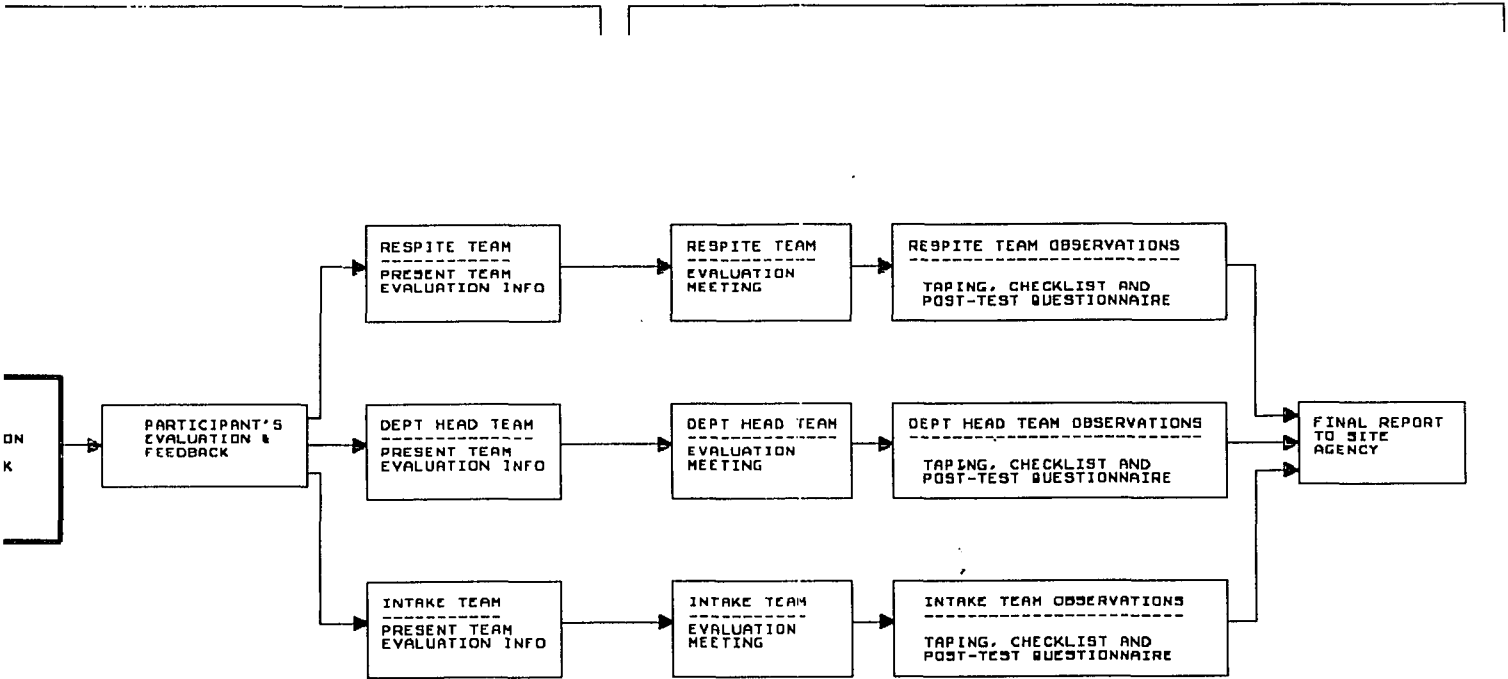 ON
K
PARTICIPANT'S
EVALUATION &
FEEDBACK
RESPITE TEAM
PRESENT TEAM
EVALUATION INFO
RESPITE TEAM
EVALUATION
MEETING
RESPITE TEAM OBSERVATIONS
TAPING, CHECKLIST AND
POST-TEST QUESTIONNAIRE
DEPT HEAD TEAM
PRESENT TEAM
EVALUATION INFO
DEPT HEAD TEAM
EVALUATION
MEETING
DEPT HEAD TEAM OBSERVATIONS
TAPING, CHECKLIST AND
POST-TEST QUESTIONNAIRE
INTAKE TEAM
PRESENT TEAM
EVALUATION INFO
INTAKE TEAM
EVALUATION
MEETING
INTAKE TEAM OBSERVATIONS
TAPING, CHECKLIST AND
POST-TEST QUESTIONNAIRE
FINAL REPORT
TO SITE
AGENCY